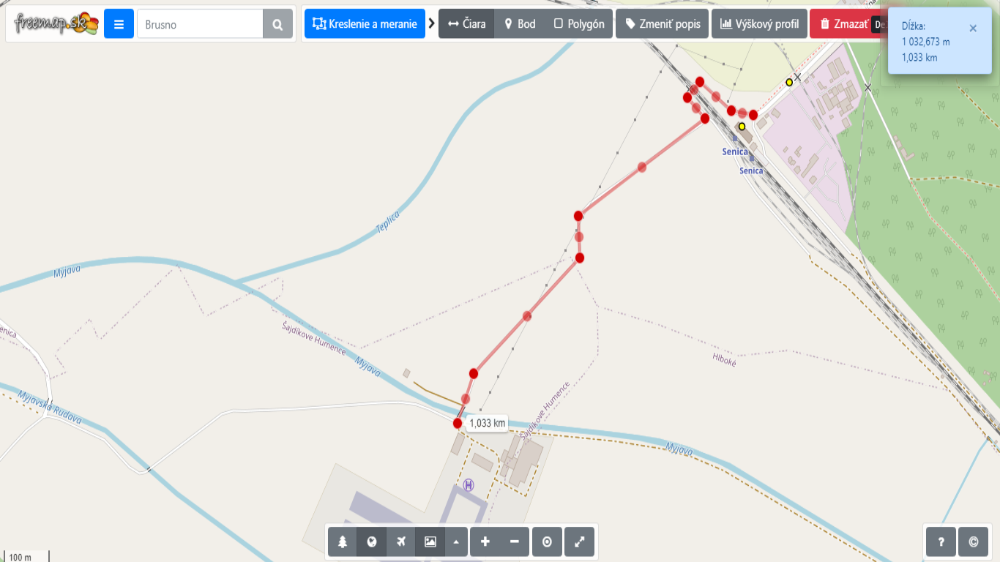 freemap.sk
Brusno
Kreslenie a meranie
Čiara
Bod
Polygón
Zmeniť popis
Výškový profil
Zmazať
De
Dĺžka:
1 032,673 m
1,033 km
×
Senica
Senica
Teplica
Myjava
Šajdíkove Humence
Myjava
enica
Hlboké
Myjavská Rudava
Šajdíkove Humence
1,033 km
Myjava
H
100 m
?
©